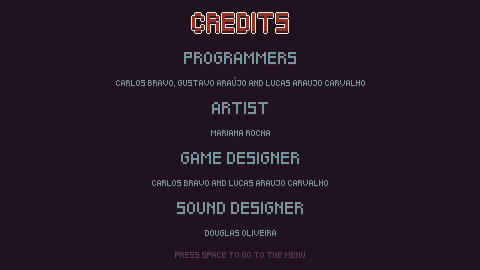 CREDITS
PROGRAMMERS
CARLOS BRAVO, GUSTAVO ARAÚJO AND LUCAS ARAUJO CARVALHO
ARTIST
MARIANA ROCHA
GAME DESIGNER
CARLOS BRAVO AND LUCAS ARAUJO CARVALHO
SOUND DESIGNER
DOUGLAS OLIVEIRA
PRESS SPACE TO GO TO THE MENU